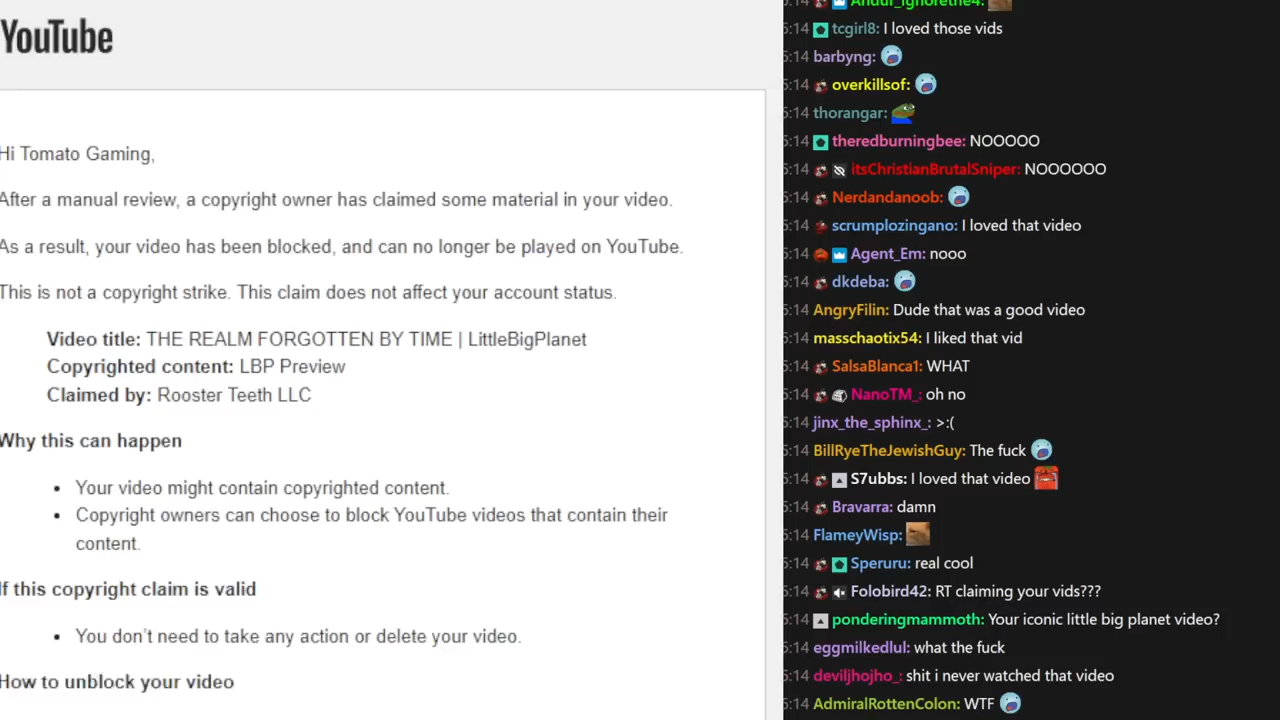 YouTube
Hi Tomato Gaming,
After a manual review, a copyright owner has claimed some material in your video.
As a result, your video has been blocked, and can no longer be played on YouTube.
This is not a copyright strike. This claim does not affect your account status.
Video title: THE REALM FORGOTTEN BY TIME | LittleBigPlanet
Copyrighted content: LBP Preview
Claimed by: Rooster Teeth LLC
Why this can happen
• Your video might contain copyrighted content.
• Copyright owners can choose to block YouTube videos that contain their
content.
If this copyright claim is valid
• You don't need to take any action or delete your video.
How to unblock your video
5:14 tcgirl8: I loved those vids
5:14 barbyng:
5:14 overkillsof:
5:14 thorangar:
5:14 theredburningbee: NOOOOO
5:14 itsChristianBrutalSniper: NOOOOOO
5:14 Nerdandanoob:
5:14 scrumplozingano: I loved that video
5:14 Agent_Em: nooo
5:14 dkdeba:
5:14 AngryFilin: Dude that was a good video
5:14 masschaotix54: I liked that vid
5:14 SalsaBlanca1: WHAT
5:14 NanoTM_: oh no
5:14 jinx_the_sphinx_: >:(
5:14 BillRyeTheJewishGuy: The fuck
5:14 S7ubbs: I loved that video
5:14 Bravarra: damn
5:14 FlameyWisp:
5:14 Speruru: real cool
5:14 Folobird42: RT claiming your vids???
5:14 ponderingmammoth: Your iconic little big planet video?
5:14 eggmilkedlul: what the fuck
5:14 deviljhojho_: shit i never watched that video
5:14 AdmiralRottenColon: WTF